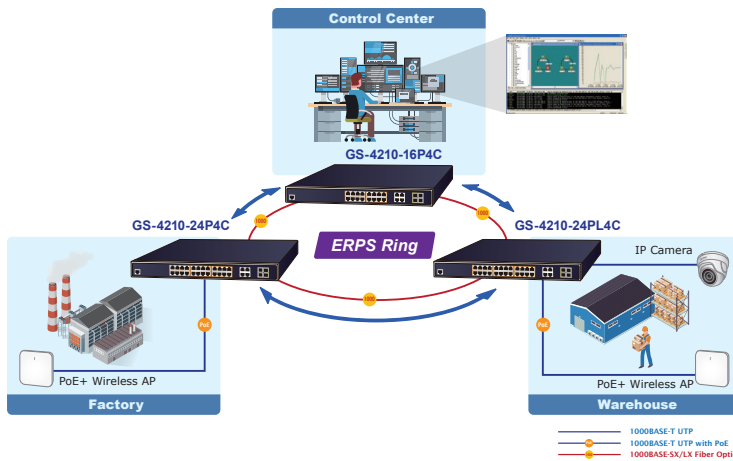 Control Center
GS-4210-16P4C
GS-4210-24P4C
GS-4210-24PL4C
1000
1000
ERPS Ring
IP Camera
1000
PoE
PoE
PoE+ Wireless AP
PoE+ Wireless AP
Factory
Warehouse
1000BASE-T UTP
1000BASE-T UTP with PoE
1000BASE-SX/LX Fiber Opti